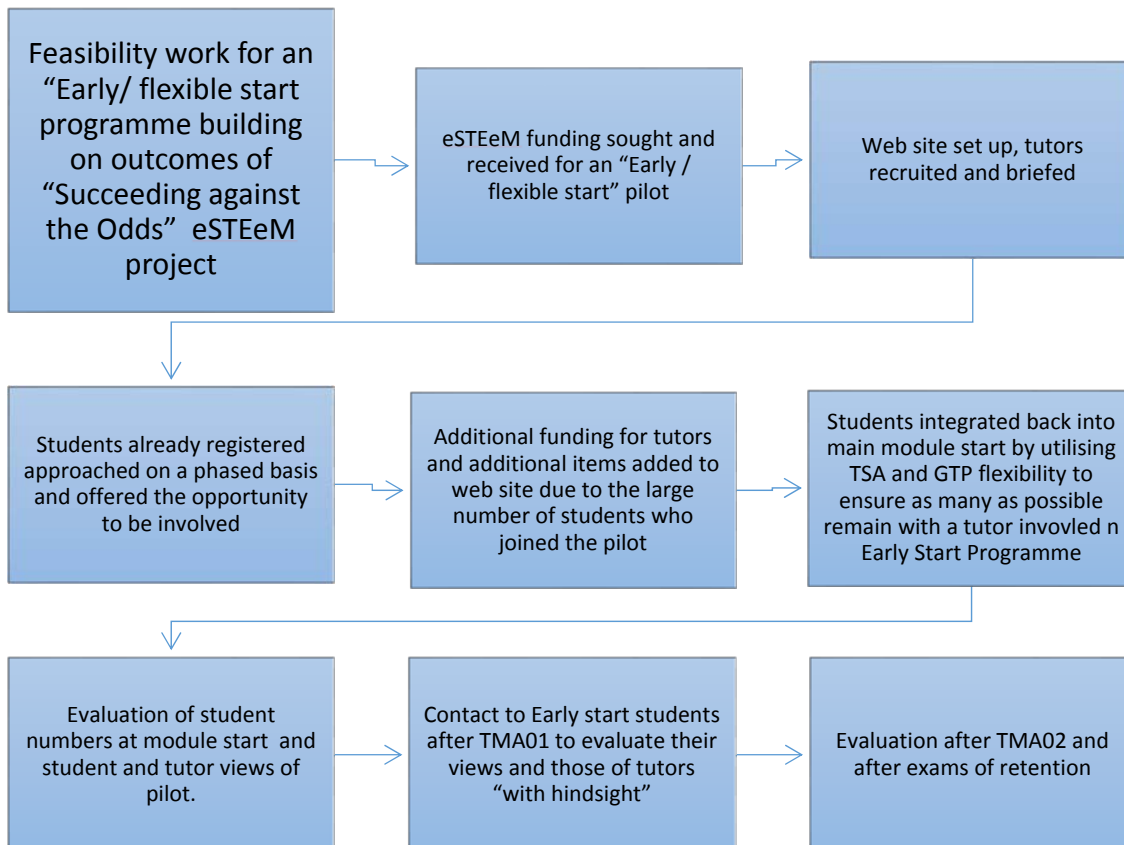 Feasibility work for an
“Early/ flexible start
programme building
on outcomes of
“Succeeding against
the Odds”  eSTEeM
project
eSTEeM funding sought and
received for an “Early /
flexible start” pilot
Web site set up, tutors
recruited and briefed
Students already registered
approached on a phased basis
and offered the opportunity
to be involved
Additional funding for tutors
and additional items added to
web site due to the large
number of students who
joined the pilot
Students integrated back into
main module start by utilising
TSA and GTP flexibility to
ensure as many as possible
remain with a tutor invovled n
Early Start Programme
Evaluation of student
numbers at module start  and
student and tutor views of
pilot.
Contact to Early start students
after TMA01 to evaluate their
views and those of tutors
“with hindsight”
Evaluation after TMA02 and
after exams of retention